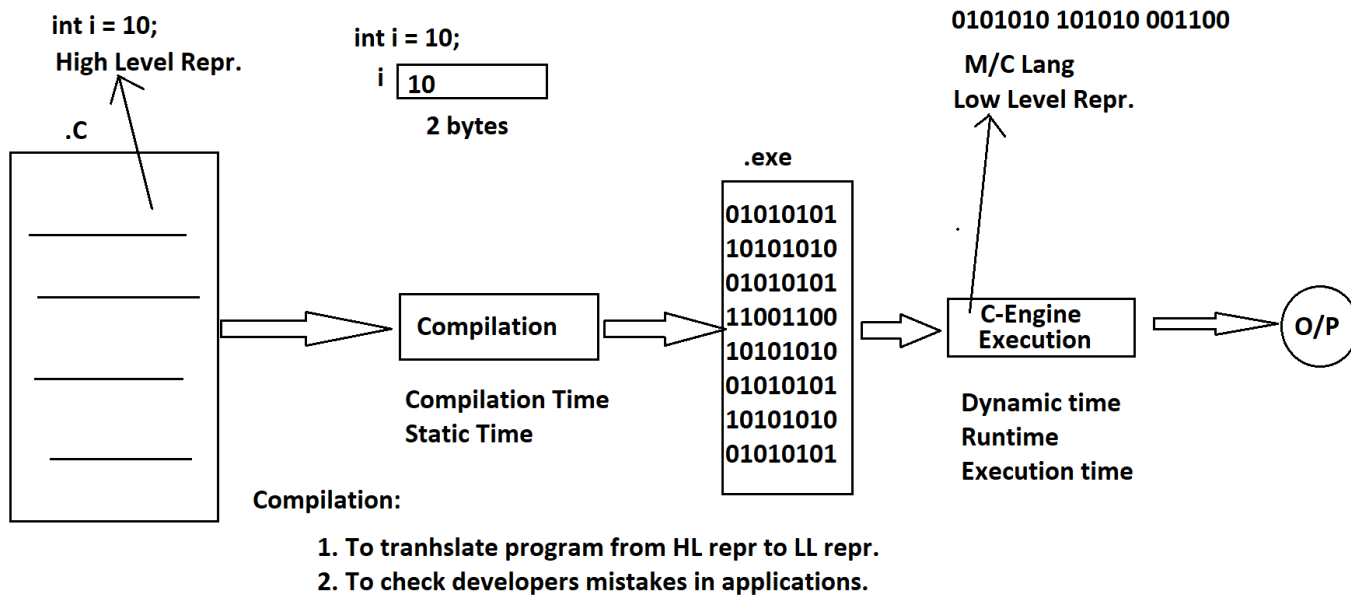 int i = 10;
High Level Repr.
.C
int i = 10;
i
10
2 bytes
0101010 101010 001100
M/C Lang
Low Level Repr.
.exe
01010101
10101010
01010101
11001100
10101010
01010101
10101010
01010101
Compilation
Compilation Time
Static Time
C-Engine
Execution
Dynamic time
Runtime
Execution time
O/P
Compilation:
1. To tranhslate program from HL repr to LL repr.
2. To check developers mistakes in applications.